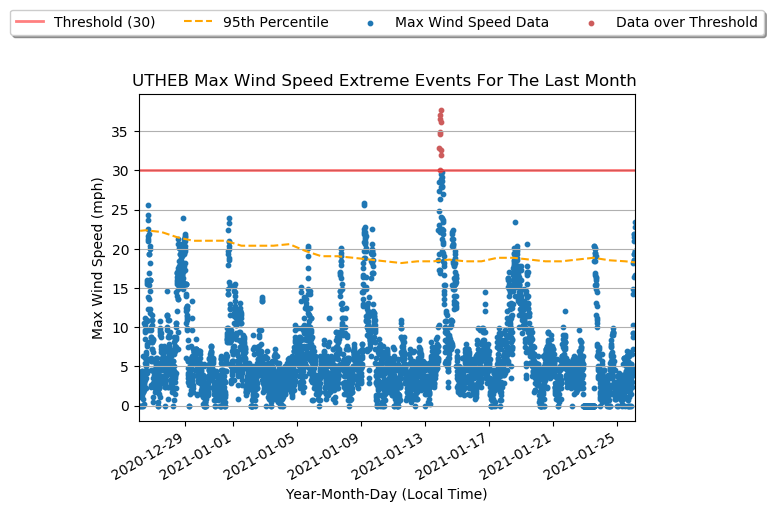 Threshold (30) 95th Percentile Max Wind Speed Data Data over Threshold
UTHEB Max Wind Speed Extreme Events For The Last Month
Max Wind Speed (mph)
35
30
25
20
15
10
5
0
2020-12-29 2021-01-01 2021-01-05 2021-01-09 2021-01-13 2021-01-17 2021-01-21 2021-01-25
Year-Month-Day (Local Time)